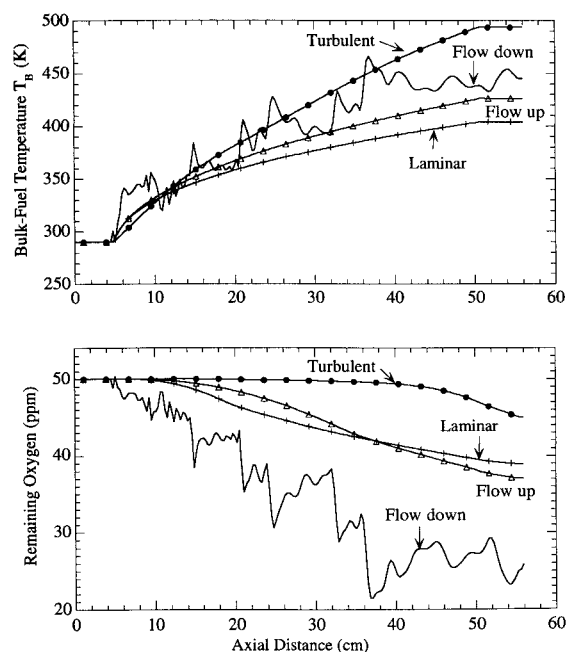 Bulk-Fuel Temperature T_B (K)
500
450
400
350
300
250
Turbulent
Flow down
Flow up
Laminar
0
10
20
30
40
50
60
Remaining Oxygen (ppm)
50
40
30
20
Turbulent
Laminar
Flow up
Flow down
0
10
20
30
40
50
60
Axial Distance (cm)